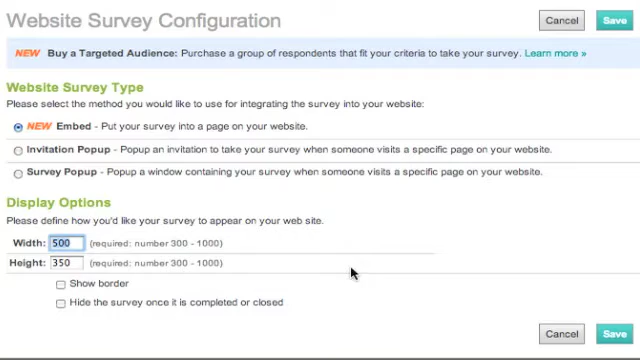 Website Survey Configuration
Cancel
Save
NEW Buy a Targeted Audience: Purchase a group of respondents that fit your criteria to take your survey. Learn more »
Website Survey Type
Please select the method you would like to use for integrating the survey into your website:
NEW Embed - Put your survey into a page on your website.
Invitation Popup - Popup an invitation to take your survey when someone visits a specific page on your website.
Survey Popup - Popup a window containing your survey when someone visits a specific page on your website.
Display Options
Please define how you'd like your survey to appear on your web site.
Width: 500 (required: number 300 - 1000)
Height: 350 (required: number 300 - 1000)
Show border
Hide the survey once it is completed or closed
Cancel
Save